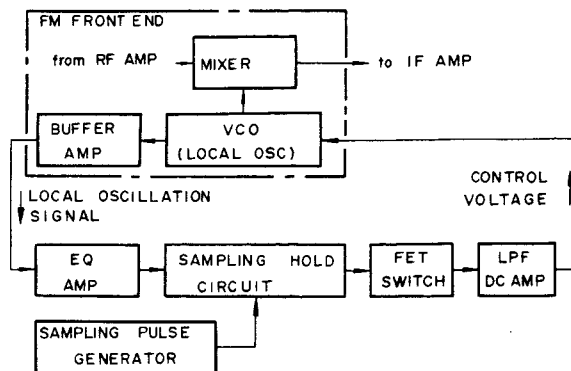 FM FRONT END
from RF AMP
MIXER
to IF AMP
BUFFER
AMP
VCO
(LOCAL OSC)
LOCAL OSCILLATION
SIGNAL
CONTROL
VOLTAGE
EQ
AMP
SAMPLING HOLD
CIRCUIT
FET
SWITCH
LPF
DC AMP
SAMPLING PULSE
GENERATOR